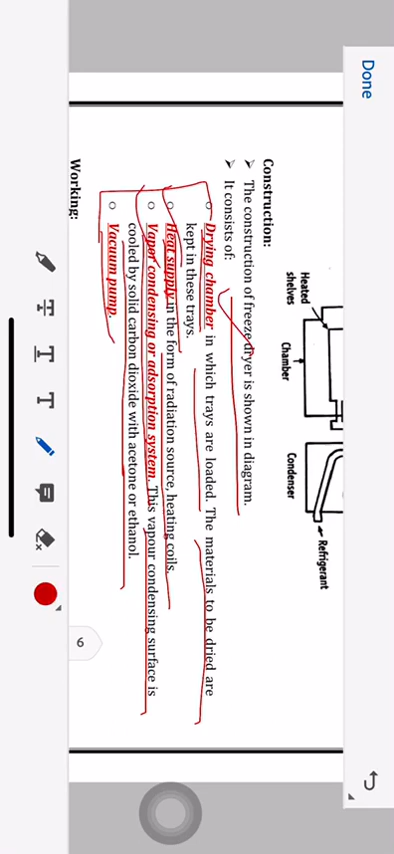 Done
Heated
shelves
Chamber
Condenser
Refrigerant
Construction:
➤ The construction of freeze dryer is shown in diagram.
➤ It consists of:
o Drying chamber in which trays are loaded. The materials to be dried are
kept in these trays.
o Heat supply in the form of radiation source, heating coils.
o Vapor condensing or adsorption system. This vapour condensing surface is
cooled by solid carbon dioxide with acetone or ethanol.
o Vacuum pump.
Working:
6
T T T